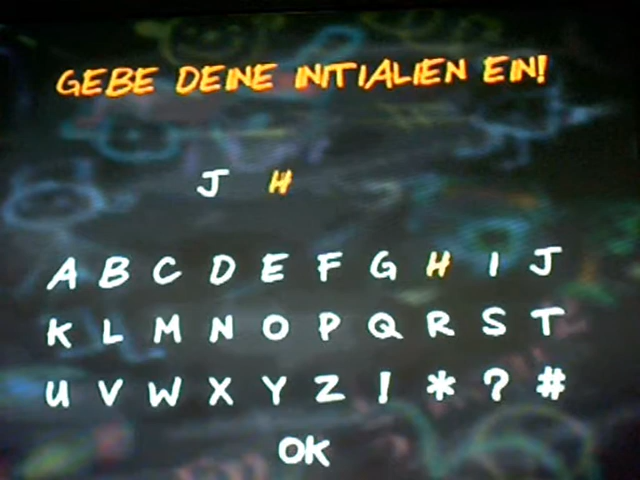 GEBE DEINE INITIALIEN EIN!
J H
A B C D E F G H I J
K L M N O P Q R S T
U V W X Y Z ! * ? #
OK